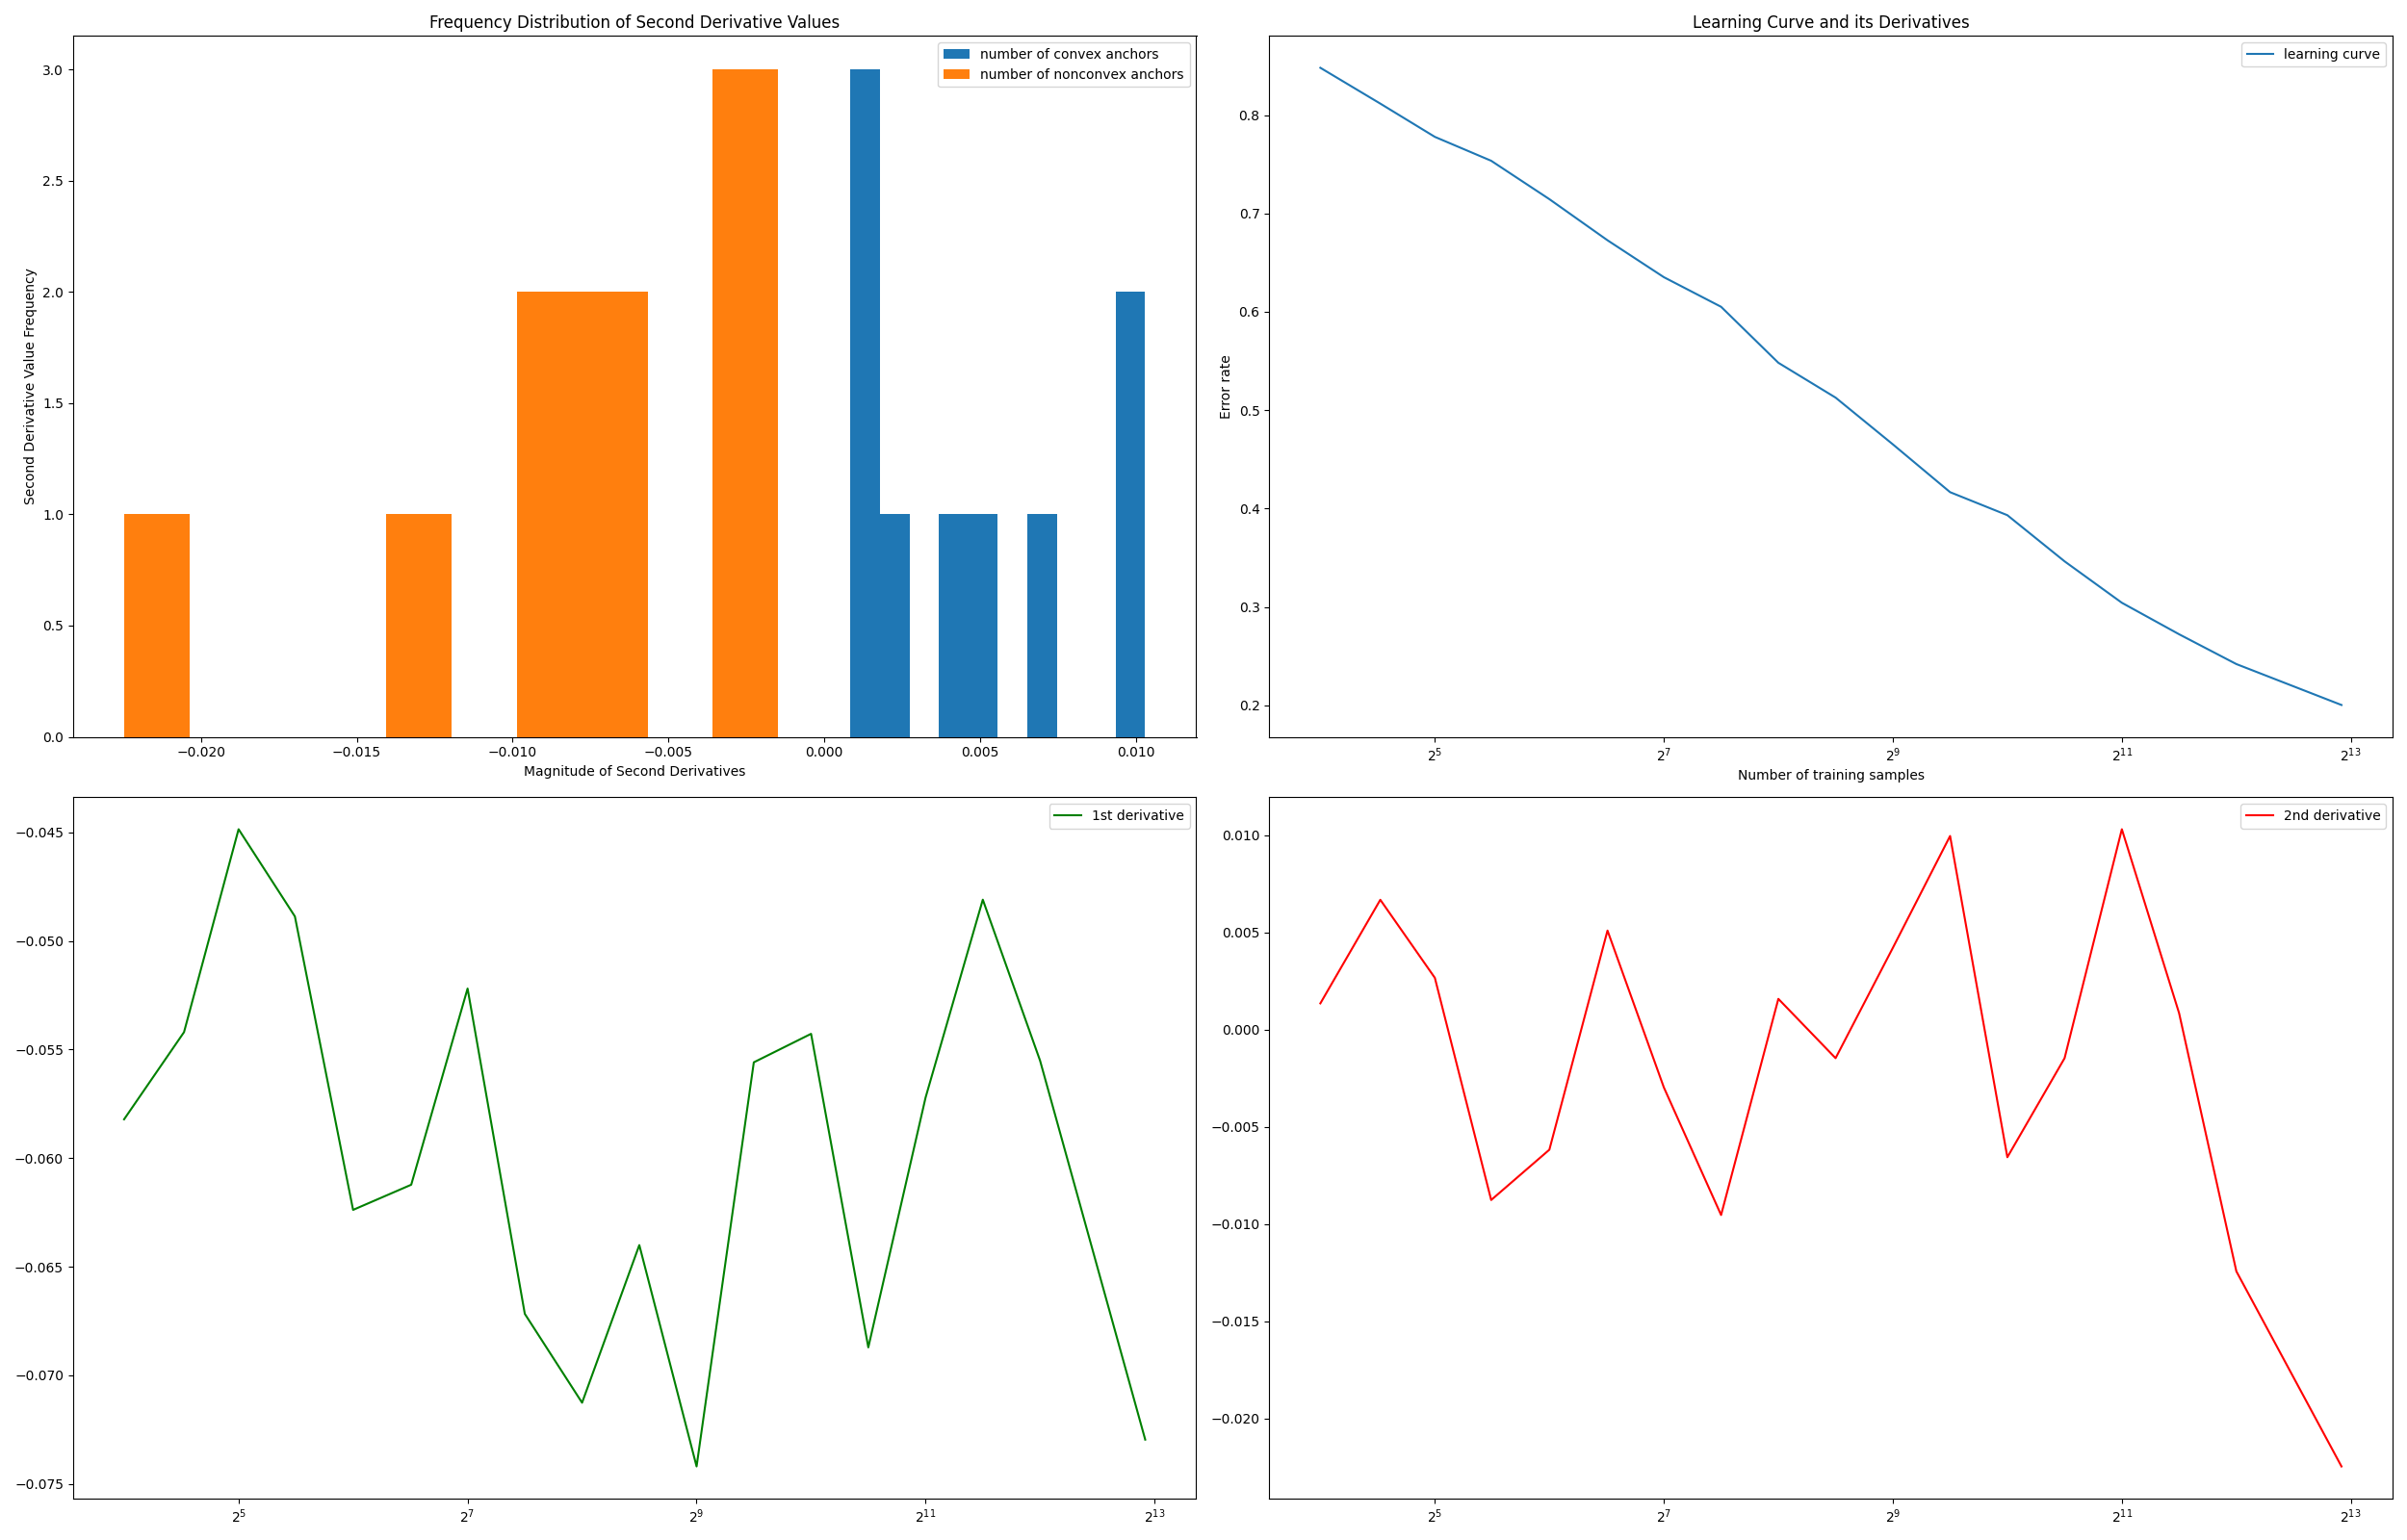 Frequency Distribution of Second Derivative Values
number of convex anchors
number of nonconvex anchors
3.0
2.5
2.0
1.5
1.0
0.5
0.0
Second Derivative Value Frequency
−0.020 −0.015 −0.010 −0.005 0.000 0.005 0.010
Magnitude of Second Derivatives
Learning Curve and its Derivatives
learning curve
0.8
0.7
0.6
0.5
0.4
0.3
0.2
Error rate
2^5 2^7 2^9 2^11 2^13
Number of training samples
1st derivative
−0.045
−0.050
−0.055
−0.060
−0.065
−0.070
−0.075
2^5 2^7 2^9 2^11 2^13
2nd derivative
0.010
0.005
0.000
−0.005
−0.010
−0.015
−0.020
2^5 2^7 2^9 2^11 2^13